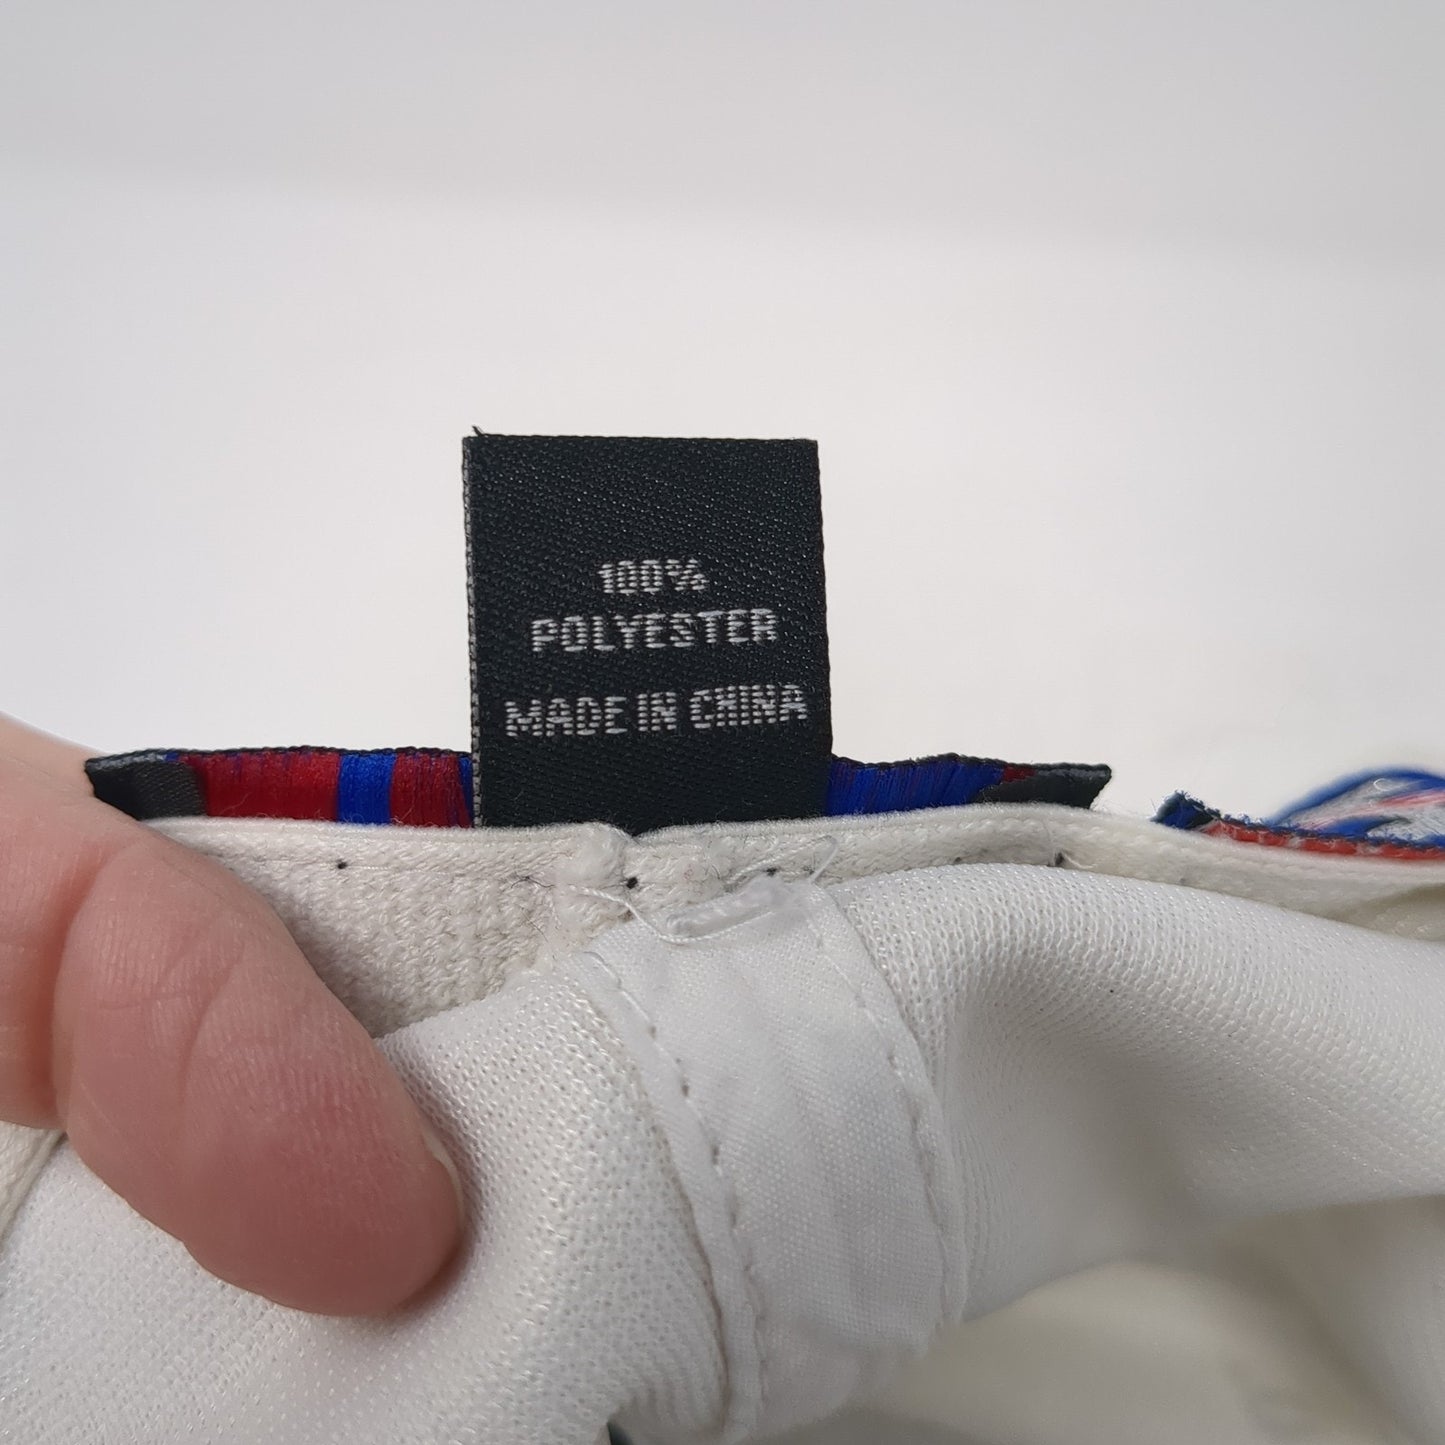 100%
POLYESTER
MADE IN CHINA